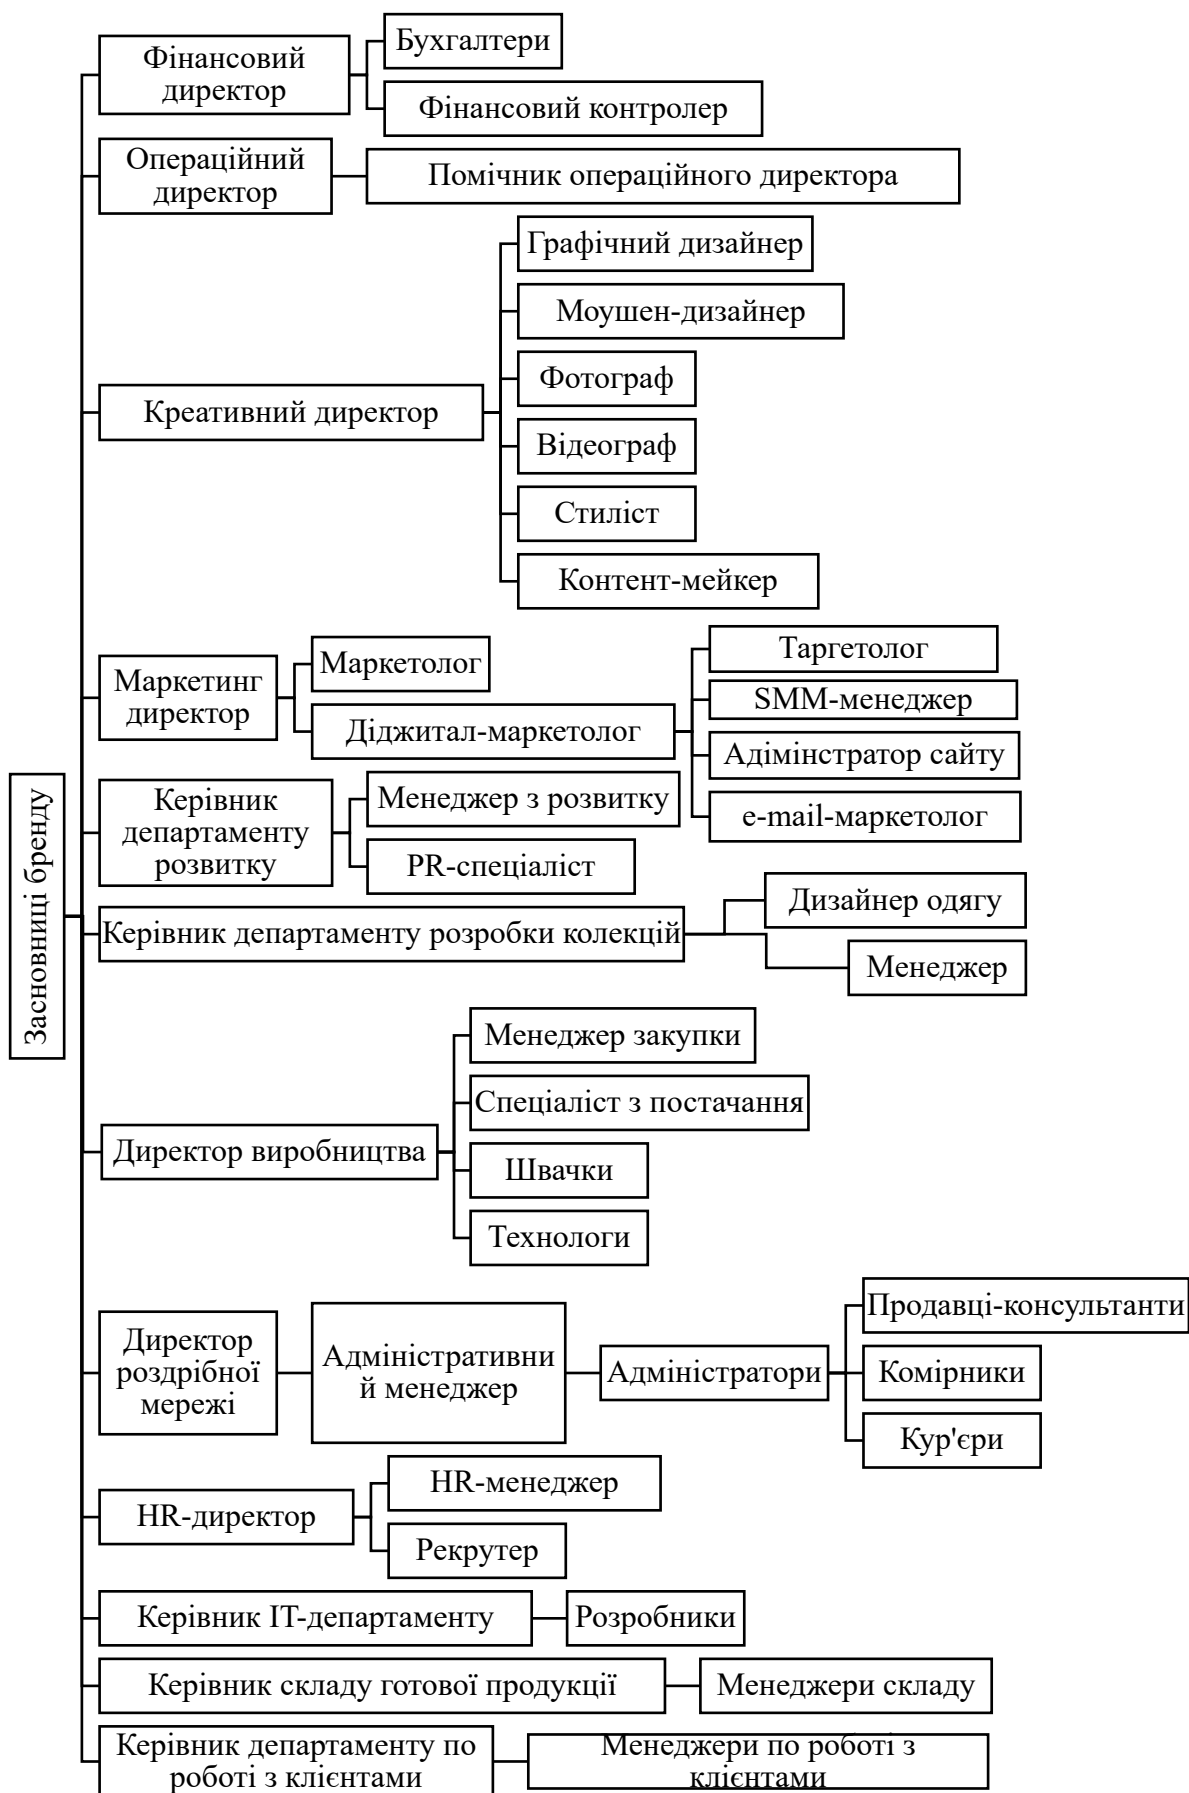 Засновниці бренду
Фінансовий
директор
Бухгалтери
Фінансовий контролер
Операційний
директор
Помічник операційного директора
Креативний директор
Графічний дизайнер
Моушен-дизайнер
Фотограф
Відеограф
Стиліст
Контент-мейкер
Маркетинг
директор
Маркетолог
Діджитал-маркетолог
Таргетолог
SMM-менеджер
Адімінстратор сайту
e-mail-маркетолог
Керівник
департаменту
розвитку
Менеджер з розвитку
PR-спеціаліст
Керівник департаменту розробки колекцій
Дизайнер одягу
Менеджер
Директор виробництва
Менеджер закупки
Спеціаліст з постачання
Швачки
Технологи
Директор
роздрібної
мережі
Адміністративни
й менеджер
Адміністратори
Продавці-консультанти
Комірники
Кур'єри
HR-директор
HR-менеджер
Рекрутер
Керівник ІТ-департаменту
Розробники
Керівник складу готової продукції
Менеджери складу
Керівник департаменту по
роботі з клієнтами
Менеджери по роботі з
клієнтами